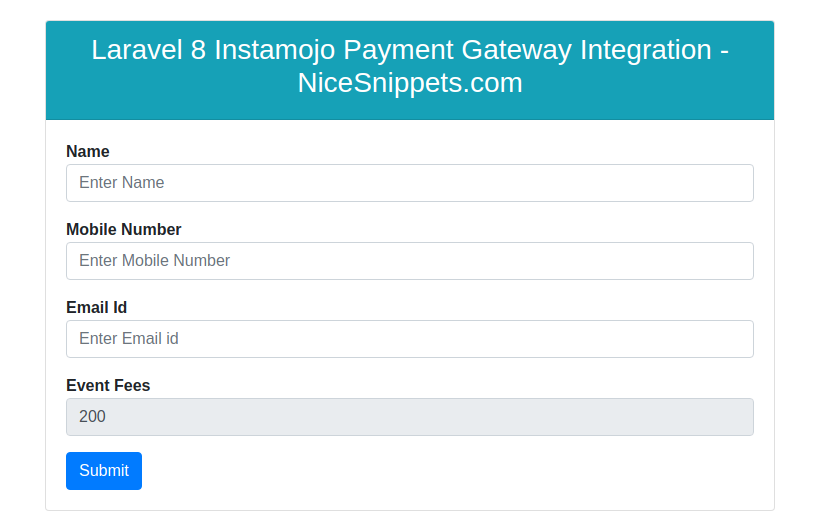 Laravel 8 Instamojo Payment Gateway Integration -
NiceSnippets.com
Name
Enter Name
Mobile Number
Enter Mobile Number
Email Id
Enter Email id
Event Fees
200
Submit